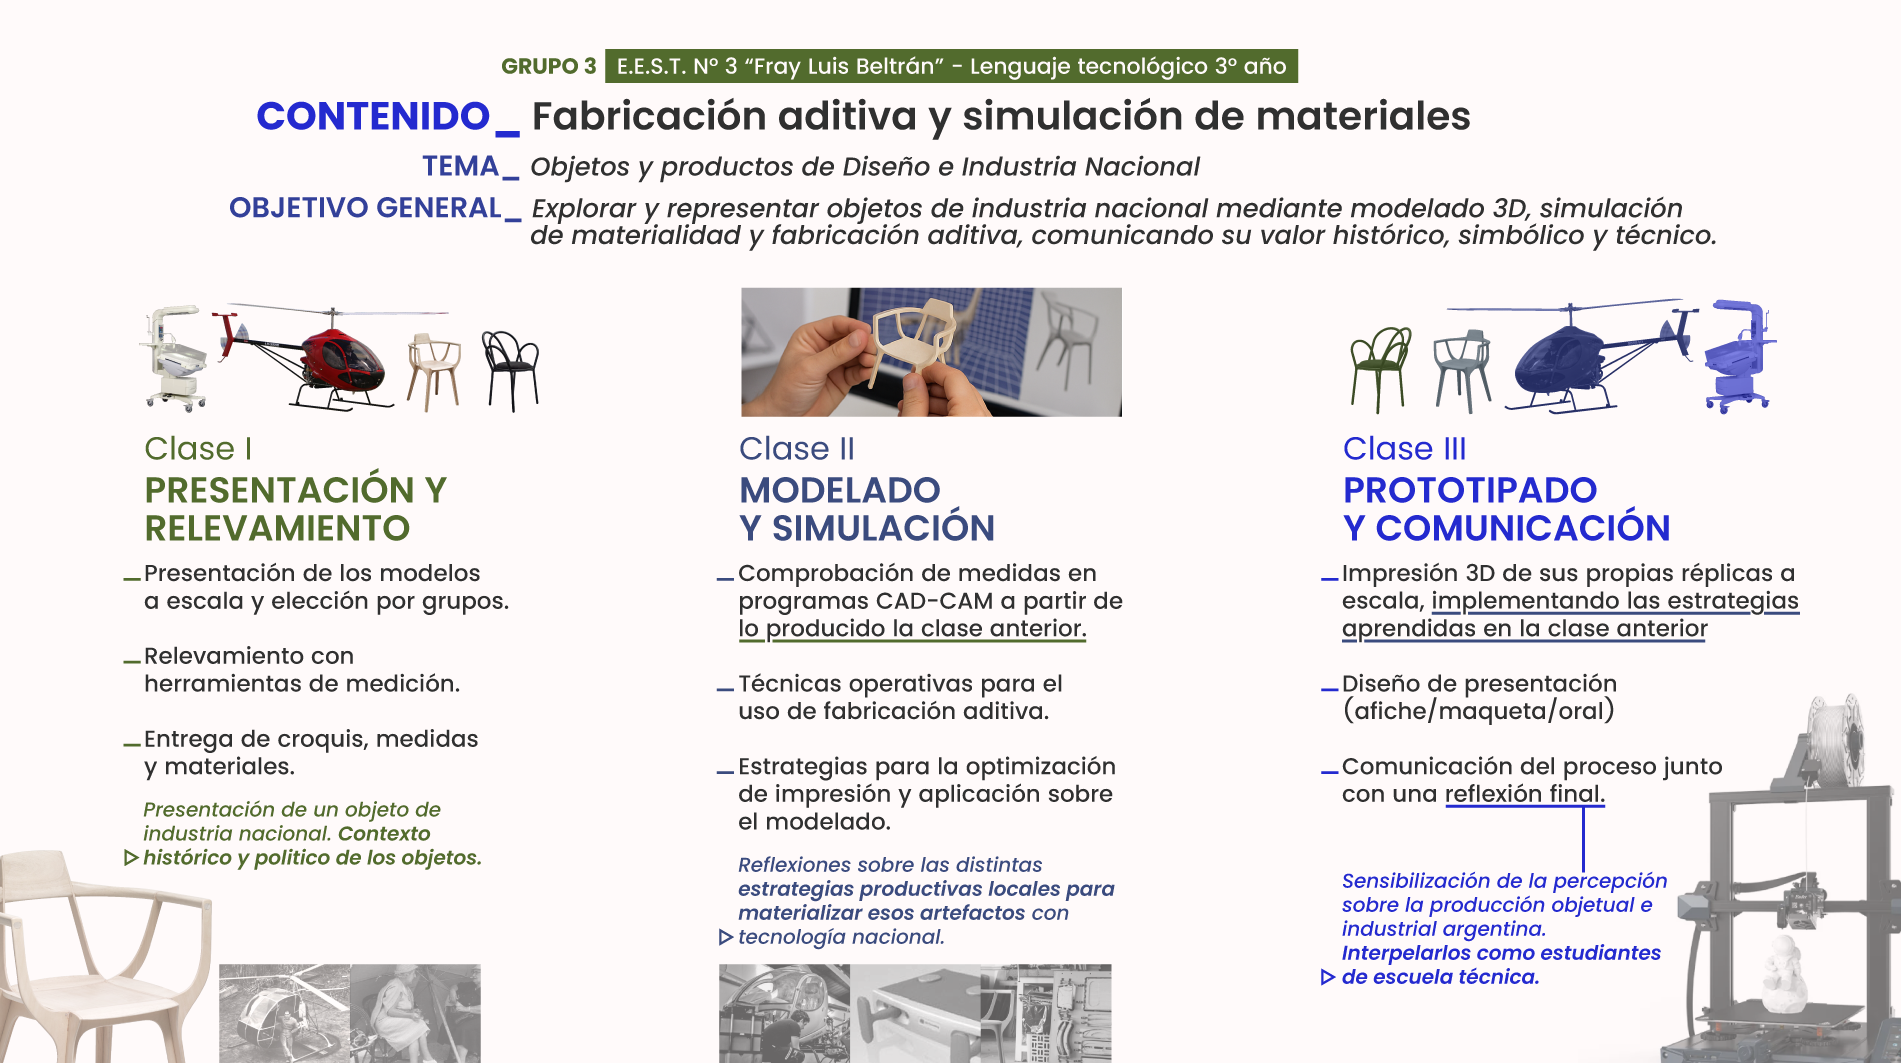 GRUPO 3 E.E.S.T. Nº 3 “Fray Luis Beltrán” - Lenguaje tecnológico 3º año
CONTENIDO_ Fabricación aditiva y simulación de materiales
TEMA_ Objetos y productos de Diseño e Industria Nacional
OBJETIVO GENERAL_ Explorar y representar objetos de industria nacional mediante modelado 3D, simulación
de materialidad y fabricación aditiva, comunicando su valor histórico, simbólico y técnico.
Clase I
PRESENTACIÓN Y
RELEVAMIENTO
_Presentación de los modelos
a escala y elección por grupos.
_Relevamiento con
herramientas de medición.
_Entrega de croquis, medidas
y materiales.
Presentación de un objeto de
industria nacional. Contexto
histórico y politico de los objetos.
Clase II
MODELADO
Y SIMULACIÓN
_Comprobación de medidas en
programas CAD-CAM a partir de
lo producido la clase anterior.
_Técnicas operativas para el
uso de fabricación aditiva.
_Estrategias para la optimización
de impresión y aplicación sobre
el modelado.
Reflexiones sobre las distintas
estrategias productivas locales para
materializar esos artefactos con
tecnología nacional.
Clase III
PROTOTIPADO
Y COMUNICACIÓN
_Impresión 3D de sus propias réplicas a
escala, implementando las estrategias
aprendidas en la clase anterior
_Diseño de presentación
(afiche/maqueta/oral)
_Comunicación del proceso junto
con una reflexión final.
Sensibilización de la percepción
sobre la producción objetual e
industrial argentina.
Interpelarlos como estudiantes
de escuela técnica.